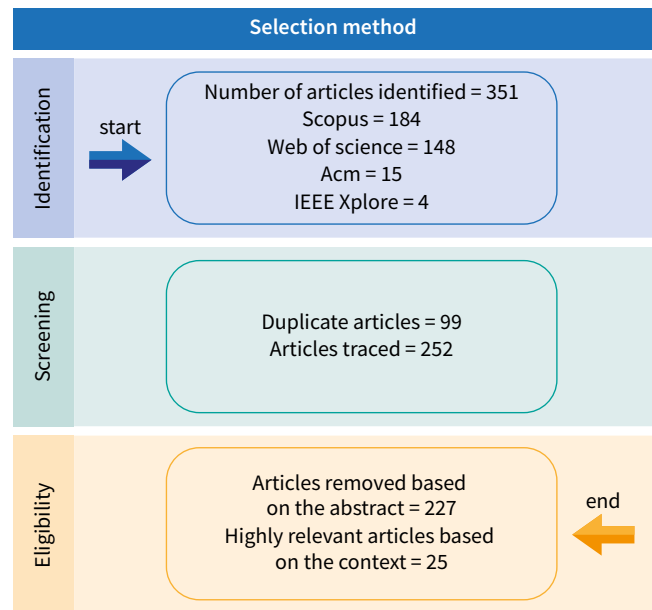 Selection method
Identification
start
Number of articles identified = 351
Scopus = 184
Web of science = 148
Acm = 15
IEEE Xplore = 4
Screening
Duplicate articles = 99
Articles traced = 252
Eligibility
Articles removed based
on the abstract = 227
Highly relevant articles based
on the context = 25
end